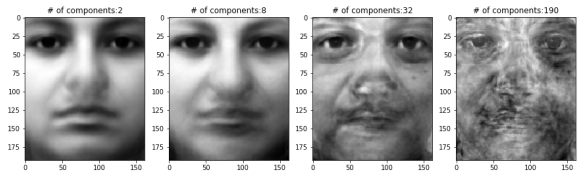 # of components:2 # of components:8 # of components:32 # of components:190
0 0 0 0
25 25 25 25
50 50 50 50
75 75 75 75
100 100 100 100
125 125 125 125
150 150 150 150
175 175 175 175
0 50 100 150 0 50 100 150 0 50 100 150 0 50 100 150